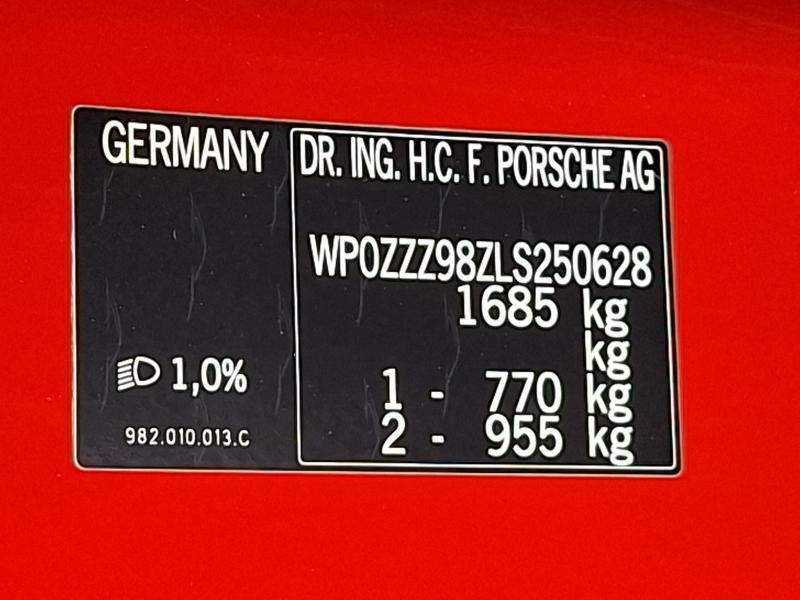 GERMANY
DR. ING. H.C. F. PORSCHE AG
WP0ZZZ98ZLS250628
1685 kg
kg
1 - 770 kg
2 - 955 kg
1,0%
982.010.013.C